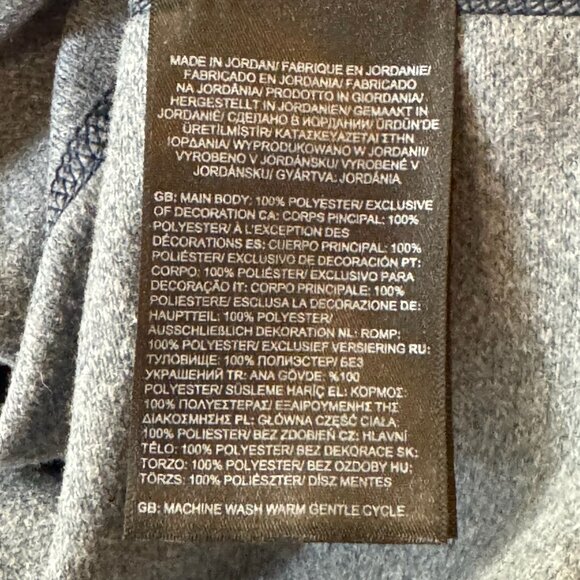 MADE IN JORDAN/ FABRIQUE EN JORDANIE/
FABRICADO EN JORDANIA/ FABRICADO
NA JORDÂNIA/ PRODOTTO IN GIORDANIA/
HERGESTELLT IN JORDANIEN/ GEMAAKT IN
JORDANIË/ СДЕЛАНО В ИОРДАНИИ/ ÜRDÜN'DE
ÜRETİLMİŞTİR/ ΚΑΤΑΣΚΕΥΑΖΕΤΑΙ ΣΤΗΝ
ΙΟΡΔΑΝΙΑ/ WYPRODUKOWANO W JORDANII/
VYROBENO V JORDÁNSKU/ VYROBENÉ V
JORDÁNSKU/ GYÁRTVA: JORDÁNIA
GB: MAIN BODY: 100% POLYESTER/ EXCLUSIVE
OF DECORATION CA: CORPS PINCIPAL: 100%
POLYESTER/ À L'EXCEPTION DES
DÉCORATIONS ES: CUERPO PRINCIPAL: 100%
POLIÉSTER/ EXCLUSIVO DE DECORACIÓN PT:
CORPO: 100% POLIÉSTER/ EXCLUSIVO PARA
DECORAÇÃO IT: CORPO PRINCIPALE: 100%
POLIESTERE/ ESCLUSA LA DECORAZIONE DE:
HAUPTTEIL: 100% POLYESTER/
AUSSCHLIEßLICH DEKORATION NL: ROMP:
100% POLYESTER/ EXCLUSIEF VERSIERING RU:
ТУЛОВИЩЕ: 100% ПОЛИЭСТЕР/ БЕЗ
УКРАШЕНИЙ TR: ANA GÖVDE: %100
POLYESTER/ SÜSLEME HARİÇ EL: ΚΟΡΜΟΣ:
100% ΠΟΛΥΕΣΤΕΡΑΣ/ ΕΞΑΙΡΟΥΜΕΝΗΣ ΤΗΣ
ΔΙΑΚΟΣΜΗΣΗΣ PL: GŁÓWNA CZĘŚĆ CIAŁA:
100% POLIESTER/ BEZ ZDOBIEŃ CZ: HLAVNÍ
TĚLO: 100% POLYESTER/ BEZ DEKORACE SK:
TORZO: 100% POLYESTER/ BEZ OZDOBY HU:
TÖRZS: 100% POLIÉSZTER/ DÍSZ MENTES
GB: MACHINE WASH WARM GENTLE CYCLE.